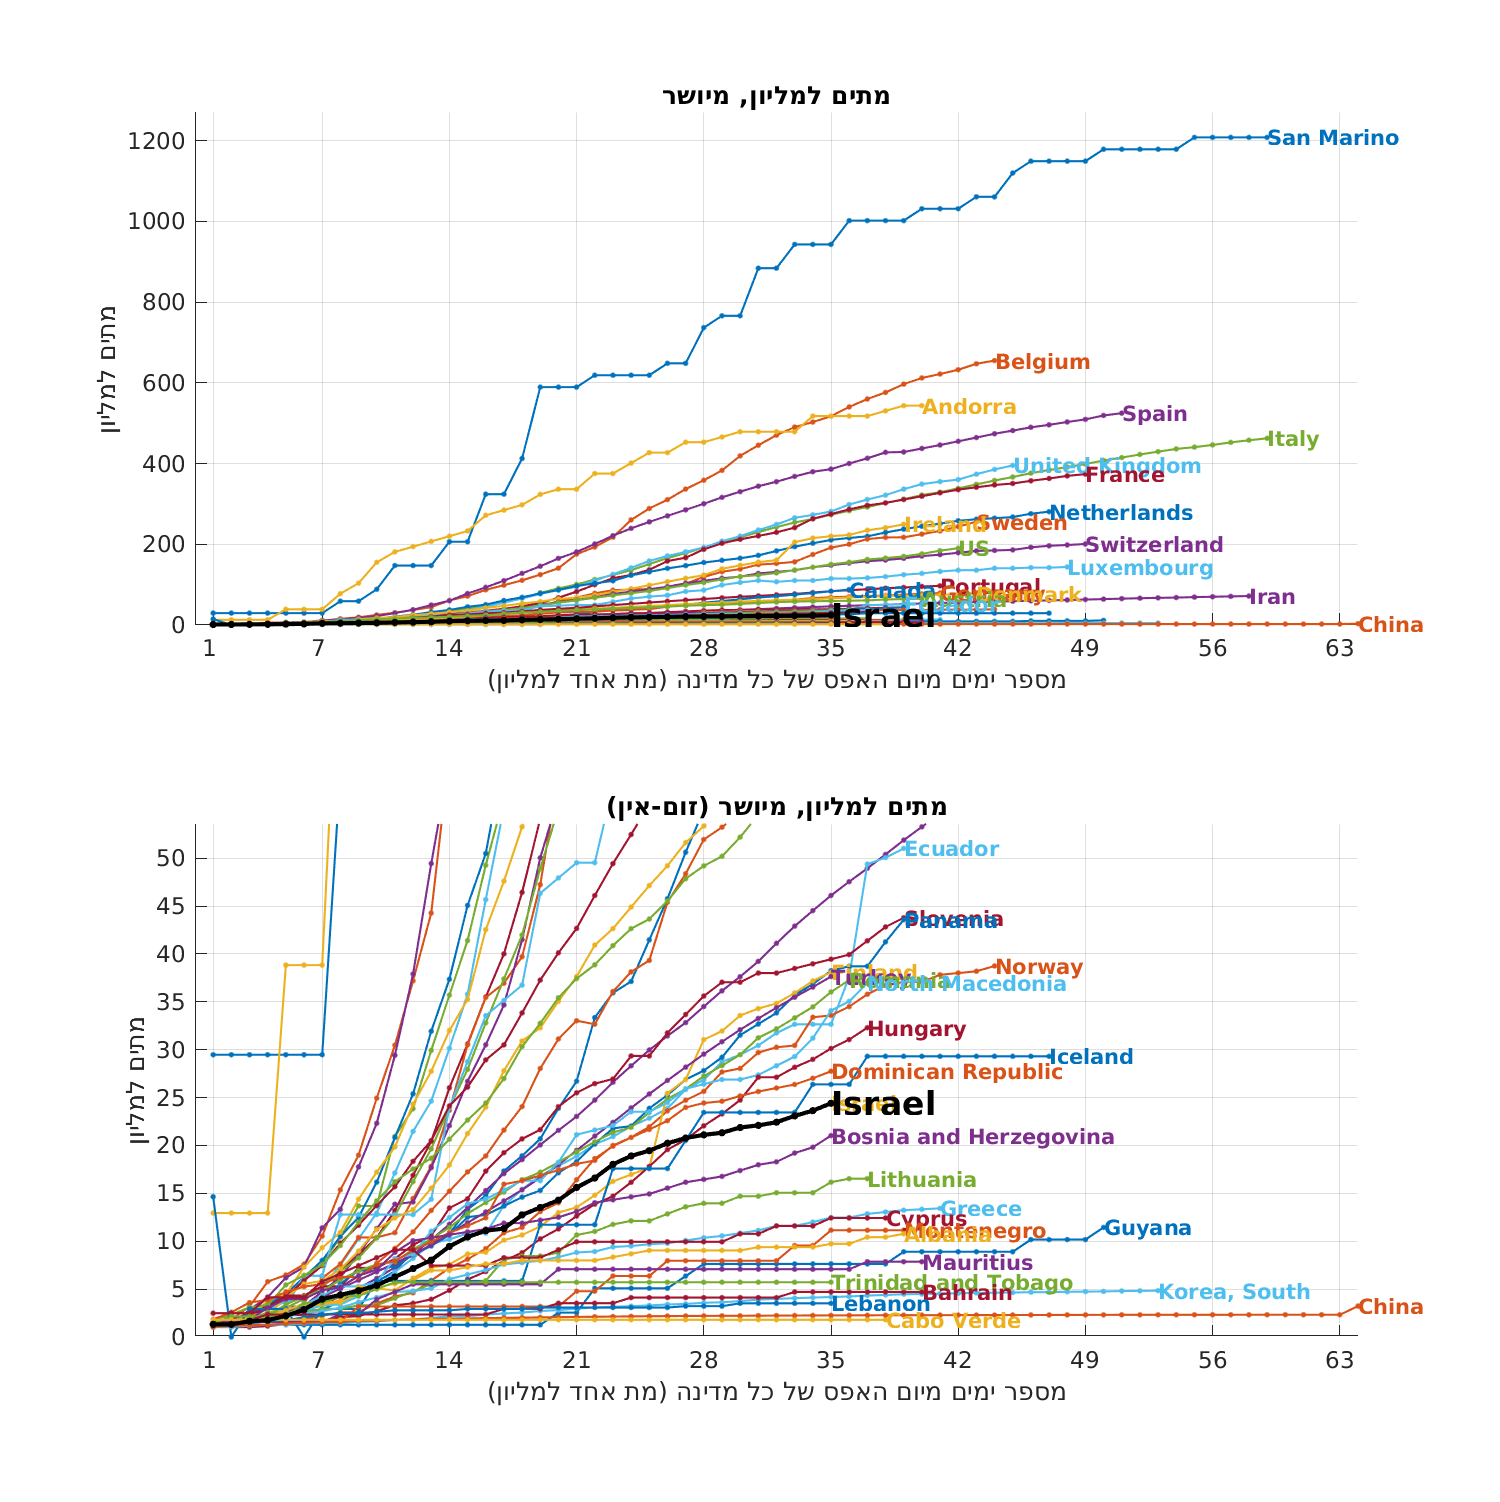 מתים למליון, מיושר
מתים למליון
1200
1000
800
600
400
200
0
San Marino
Belgium
Andorra
Spain
Italy
United Kingdom
France
Netherlands
Ireland
Sweden
US
Switzerland
Luxembourg
Portugal
Canada
Denmark
Iran
Israel
China
1 7 14 21 28 35 42 49 56 63
מספר ימים מיום האפס של כל מדינה (מת אחד למליון)
מתים למליון, מיושר (זום-אין)
מתים למליון
50
45
40
35
30
25
20
15
10
5
0
Ecuador
Slovenia
Panama
Norway
Finland
Turkey
North Macedonia
Hungary
Iceland
Dominican Republic
Israel
Bosnia and Herzegovina
Lithuania
Greece
Cyprus
Guyana
Montenegro
Albania
Mauritius
Trinidad and Tobago
Bahrain
Korea, South
Lebanon
China
Cabo Verde
1 7 14 21 28 35 42 49 56 63
מספר ימים מיום האפס של כל מדינה (מת אחד למליון)